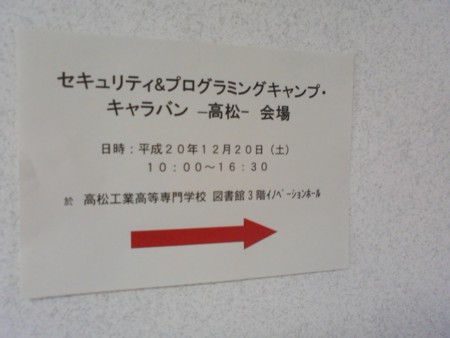 セキュリティ&プログラミングキャンプ・
キャラバン ―高松― 会場
日時：平成２０年１２月２０日（土）
１０：００～１６：３０
於 高松工業高等専門学校 図書館３階ｲﾉﾍﾞｰｼｮﾝﾎｰﾙ